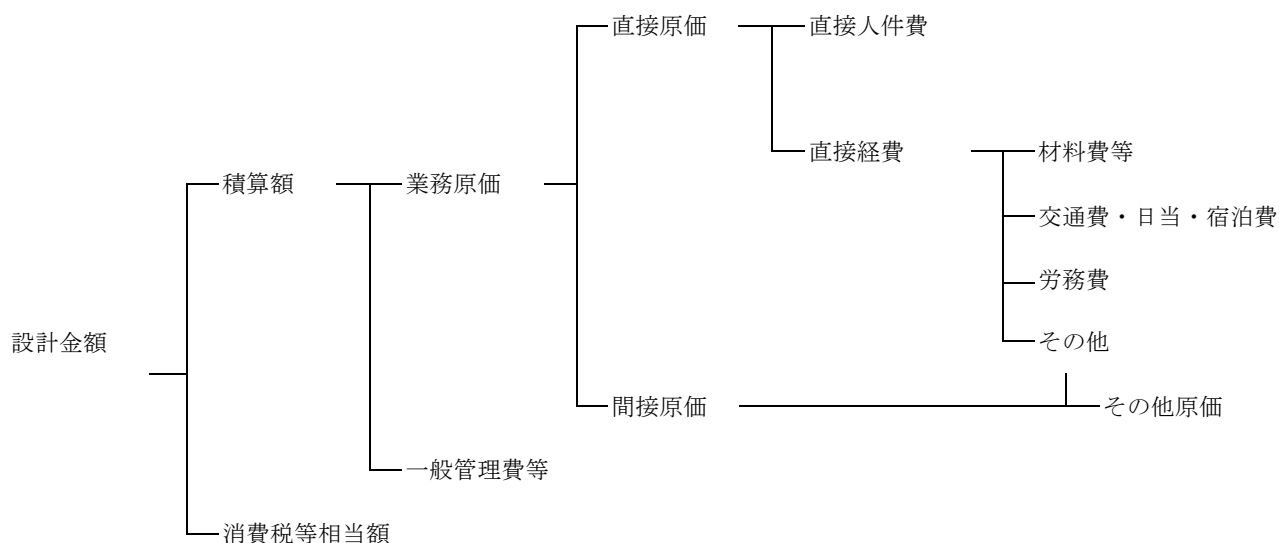 直接原価
直接人件費
直接経費
材料費等
積算額
業務原価
交通費・日当・宿泊費
労務費
設計金額
その他
間接原価
その他原価
一般管理費等
消費税等相当額